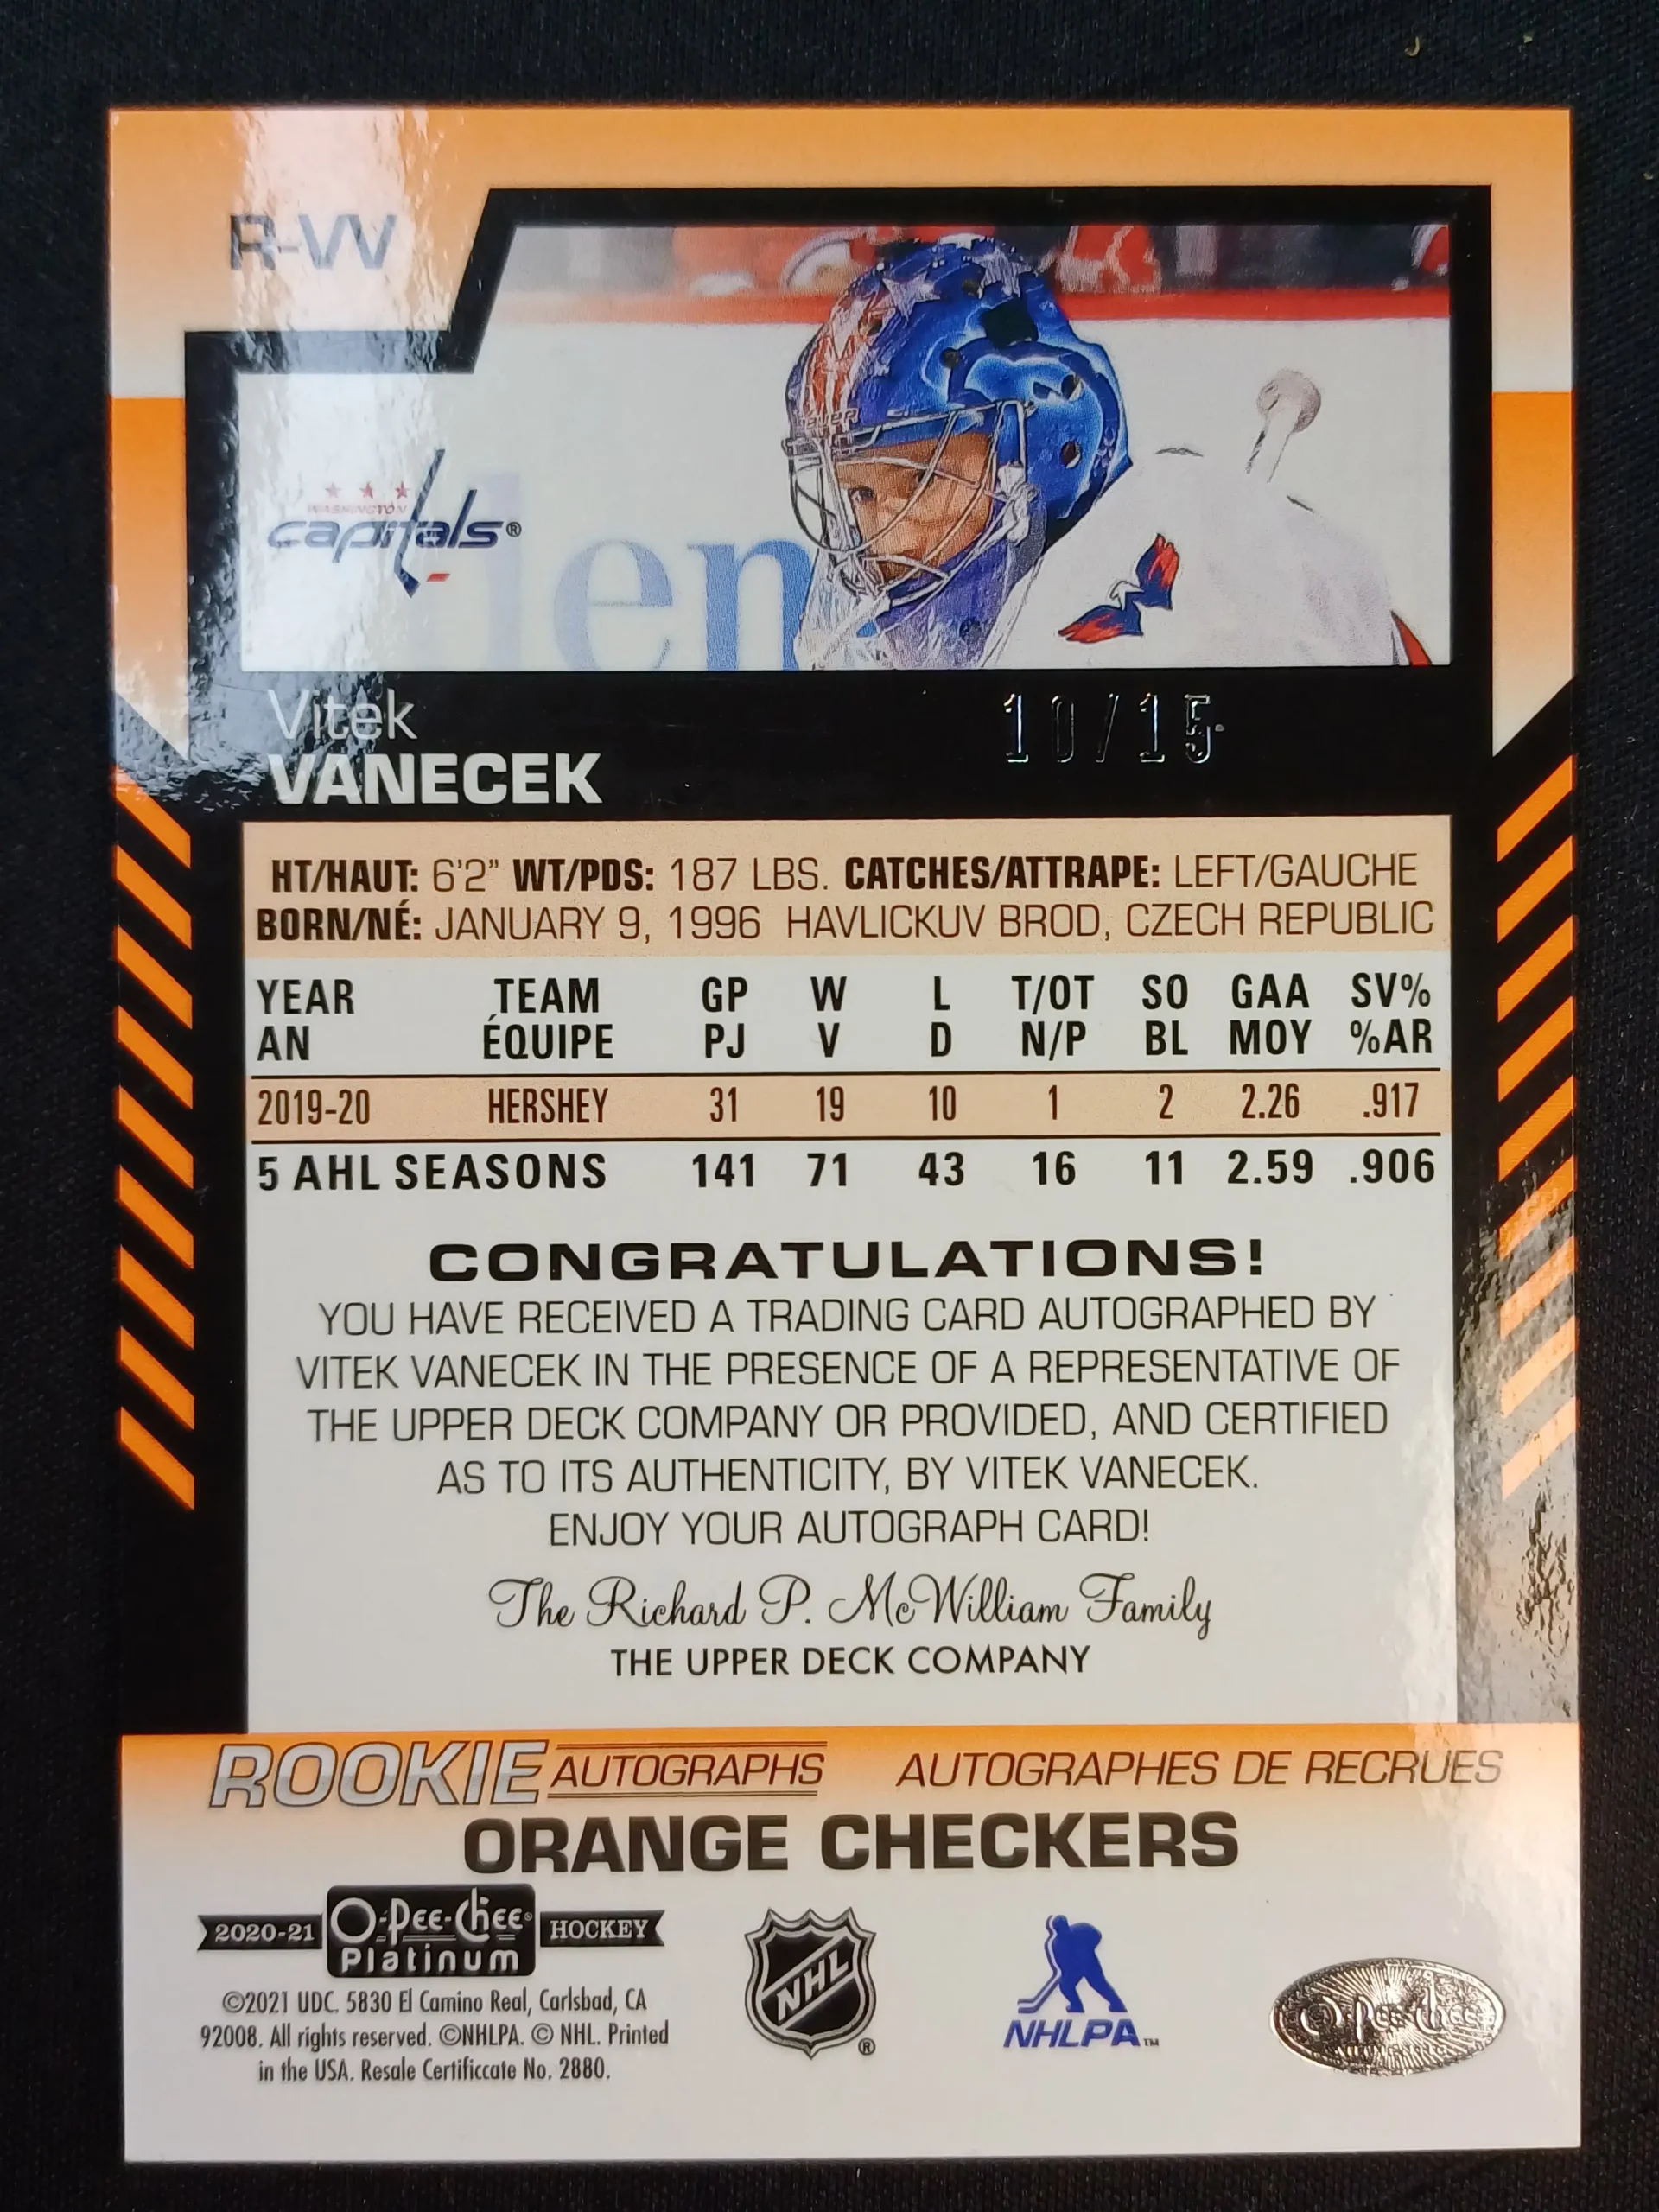 R-VV
WASHINGTON
capitals®
len
Vitek
VANECEK
10/15
HT/HAUT: 6'2" WT/PDS: 187 LBS. CATCHES/ATTRAPE: LEFT/GAUCHE
BORN/NÉ: JANUARY 9, 1996 HAVLICKUV BROD, CZECH REPUBLIC
YEAR TEAM GP W L T/OT SO GAA SV%
AN ÉQUIPE PJ V D N/P BL MOY %AR
2019-20 HERSHEY 31 19 10 1 2 2.26 .917
5 AHL SEASONS 141 71 43 16 11 2.59 .906
CONGRATULATIONS!
YOU HAVE RECEIVED A TRADING CARD AUTOGRAPHED BY
VITEK VANECEK IN THE PRESENCE OF A REPRESENTATIVE OF
THE UPPER DECK COMPANY OR PROVIDED, AND CERTIFIED
AS TO ITS AUTHENTICITY, BY VITEK VANECEK.
ENJOY YOUR AUTOGRAPH CARD!
The Richard P. McWilliam Family
THE UPPER DECK COMPANY
ROOKIE AUTOGRAPHS AUTOGRAPHES DE RECRUES
ORANGE CHECKERS
2020-21 O-Pee-Chee® HOCKEY
Platinum
©2021 UDC. 5830 El Camino Real, Carlsbad, CA
92008. All rights reserved. ©NHLPA. © NHL. Printed
in the USA. Resale Certificcate No. 2880.
NHL ®
NHLPA™
O-Pee-Chee